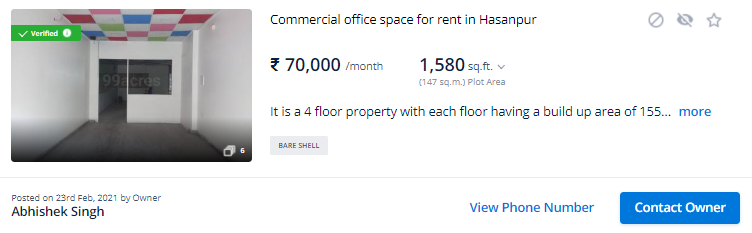 Commercial office space for rent in Hasanpur
Verified i
99acres
₹ 70,000 /month 1,580 sq.ft.
(147 sq.m.) Plot Area
It is a 4 floor property with each floor having a build up area of 155... more
BARE SHELL
6
Posted on 23rd Feb, 2021 by Owner
Abhishek Singh
View Phone Number
Contact Owner